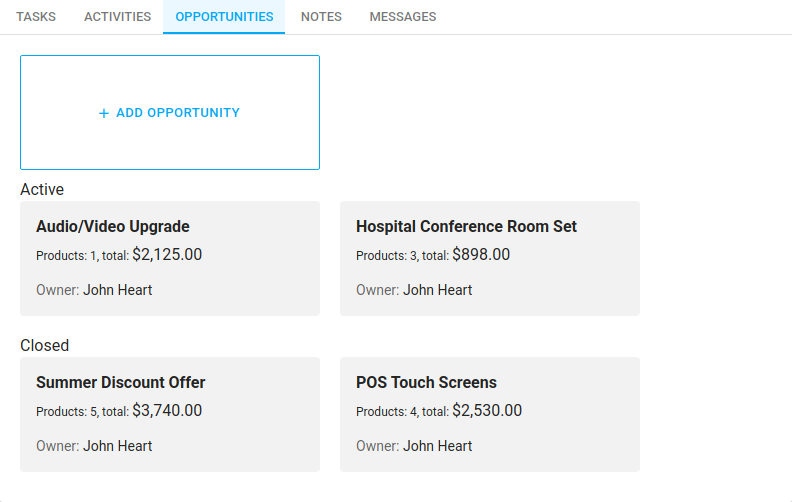 TASKS ACTIVITIES OPPORTUNITIES NOTES MESSAGES
+ ADD OPPORTUNITY
Active
Audio/Video Upgrade
Products: 1, total: $2,125.00
Owner: John Heart
Hospital Conference Room Set
Products: 3, total: $898.00
Owner: John Heart
Closed
Summer Discount Offer
Products: 5, total: $3,740.00
Owner: John Heart
POS Touch Screens
Products: 4, total: $2,530.00
Owner: John Heart